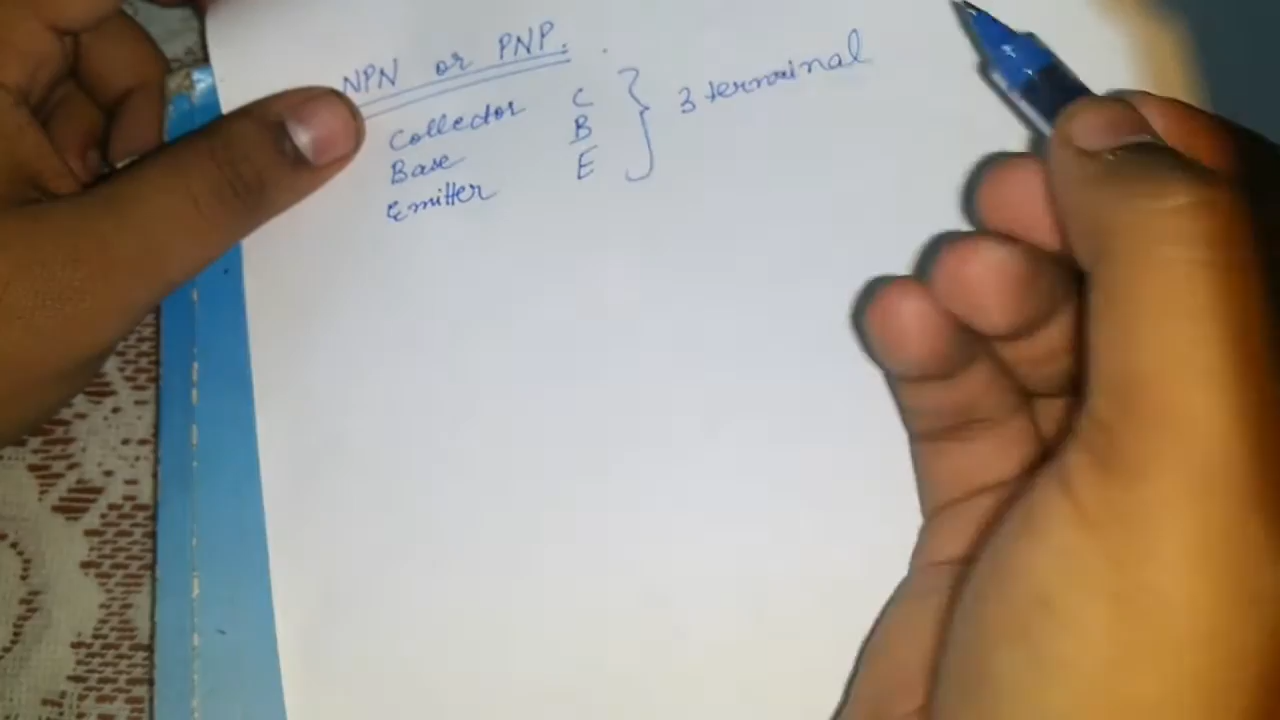 NPN or PNP.
Collector C
Base B
Emitter E
} 3 terminal